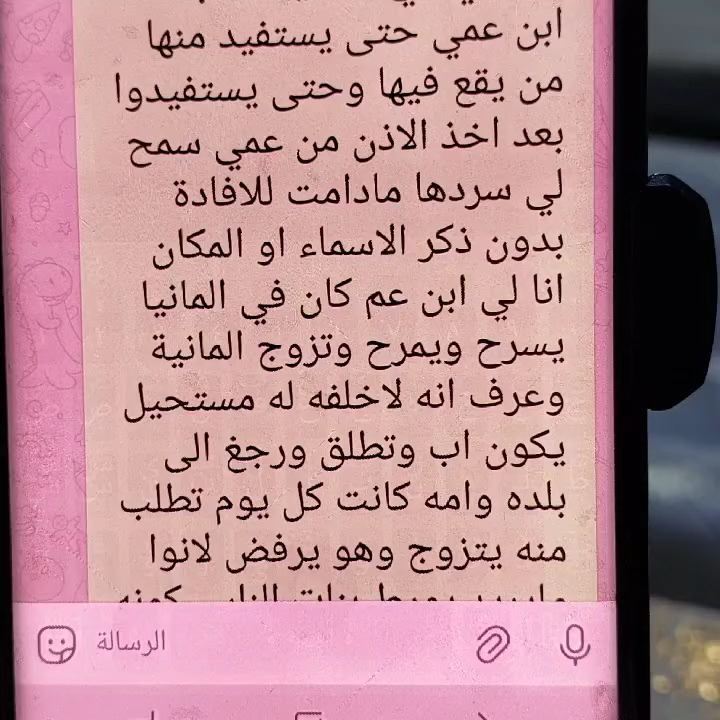 ابن عمي حتى يستفيد منها
من يقع فيها وحتى يستفيدوا
بعد اخذ الاذن من عمي سمح
لي سردها مادامت للافادة
بدون ذكر الاسماء او المكان
انا لي ابن عم كان في المانيا
يسرح ويمرح وتزوج المانية
وعرف انه لاخلفه له مستحيل
يكون اب وتطلق ورجغ الى
بلده وامه كانت كل يوم تطلب
منه يتزوج وهو يرفض لانوا
الرسالة